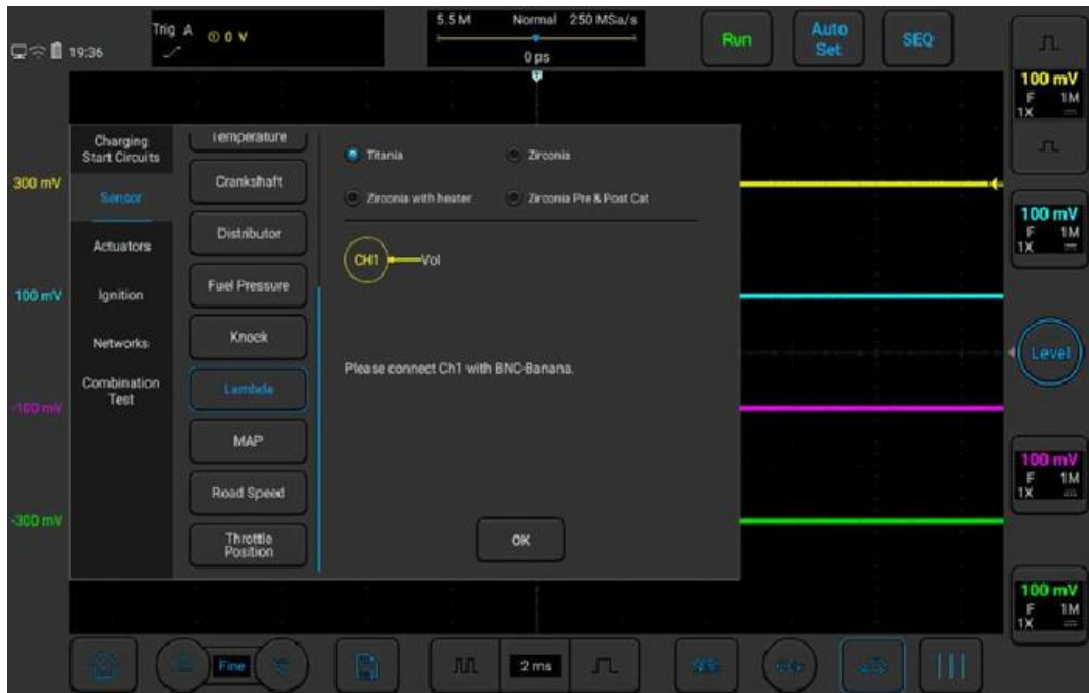 19:36
Trig A
① 0 V
5.5 M Normal 250 MSa/s
0 ps
Run
Auto Set
SEQ
T
100 mV
F 1M
1X
Charging
Start Circuits
Sensor
Actuators
Ignition
Networks
Combination
Test
Temperature
Crankshaft
Distributor
Fuel Pressure
Knock
Lambda
MAP
Road Speed
Throttle
Position
Titania
Zirconia
Zirconia with heater
Zirconia Pre & Post Cat
CH1
Vol
Please connect Ch1 with BNC-Banana.
OK
300 mV
100 mV
-100 mV
-300 mV
100 mV
F 1M
1X
Level
100 mV
F 1M
1X
100 mV
F 1M
1X
Fine
2 ms